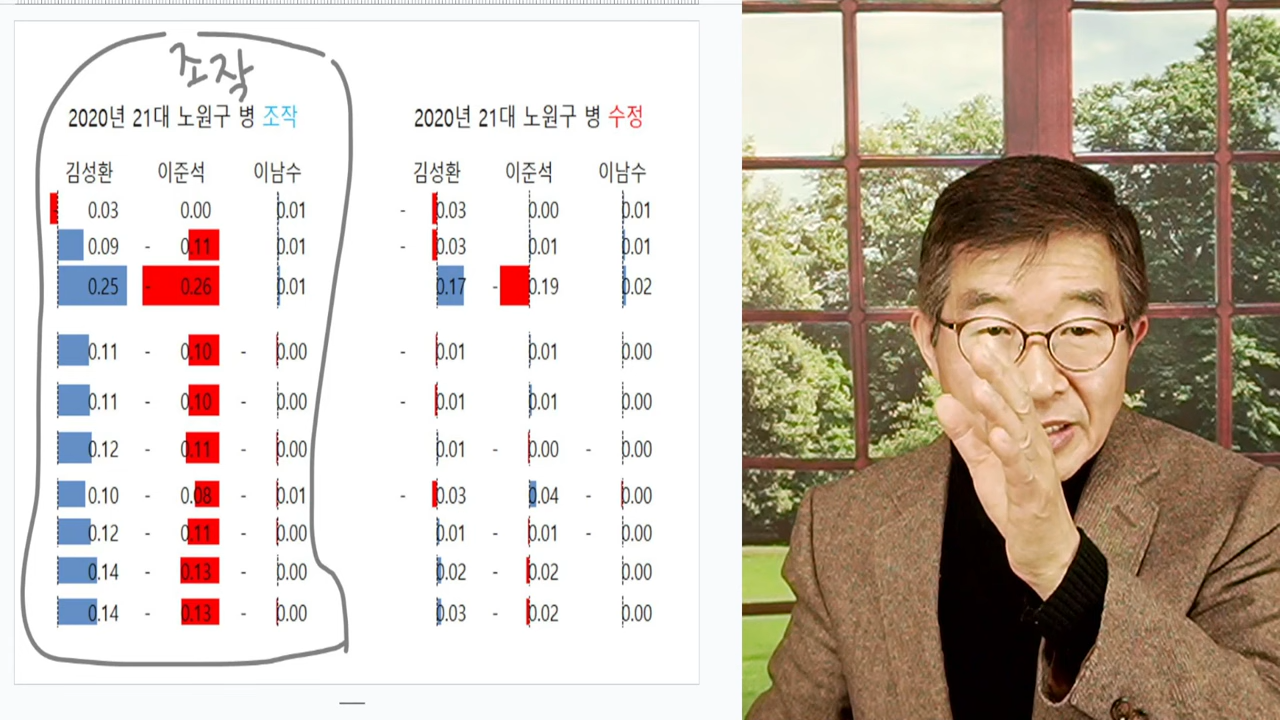 조작
2020년 21대 노원구 병 조작
김성환 이준석 이남수
0.03 0.00 0.01
0.09 - 0.11 0.01
0.25 - 0.26 0.01
0.11 - 0.10 - 0.00
0.11 - 0.10 - 0.00
0.12 - 0.11 - 0.00
0.10 - 0.08 - 0.01
0.12 - 0.11 - 0.00
0.14 - 0.13 - 0.00
0.14 - 0.13 - 0.00
2020년 21대 노원구 병 수정
김성환 이준석 이남수
- 0.03 0.00 0.01
- 0.03 0.01 0.01
0.17 - 0.19 0.02
- 0.01 0.01 0.00
- 0.01 0.01 0.00
0.01 - 0.00 - 0.00
- 0.03 0.04 - 0.00
0.01 - 0.01 - 0.00
0.02 - 0.02 0.00
0.03 - 0.02 0.00